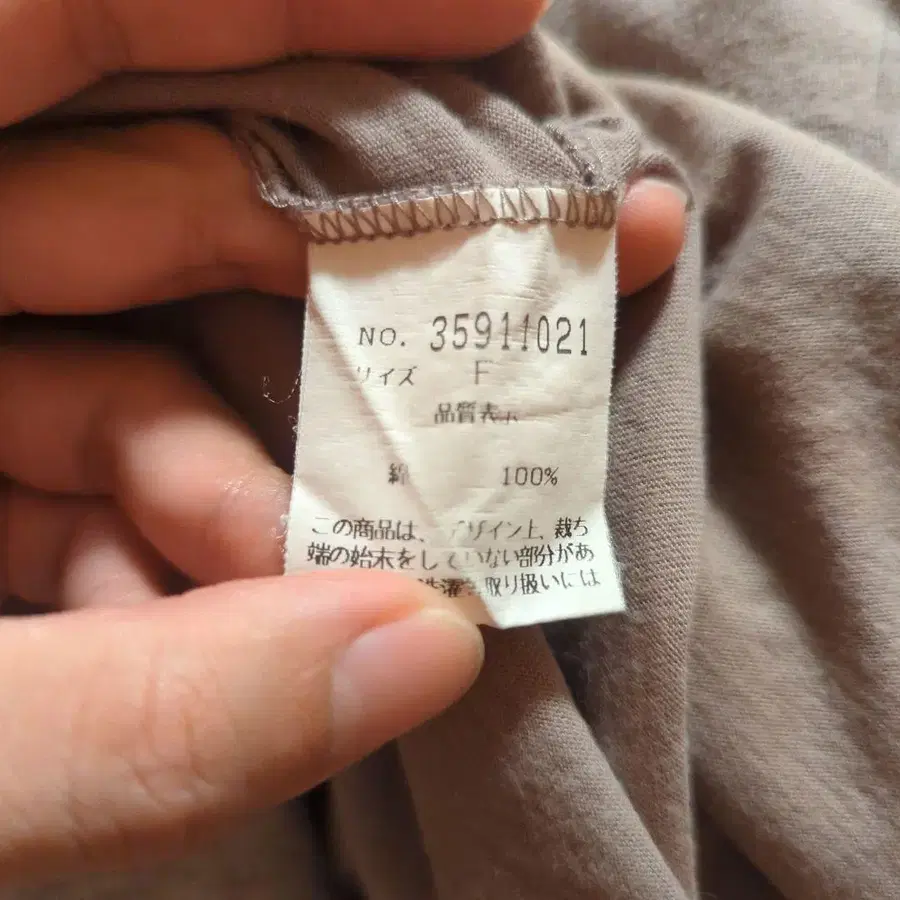 NO. 35911021
サイズ F
品質表示
綿 100%
この商品は、デザイン上、裁ち
端の始末をしていない部分があ
洗濯 取り扱いには